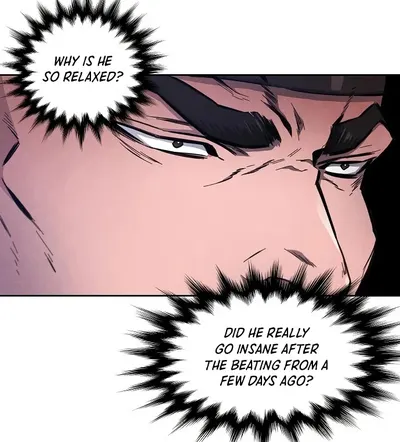 WHY IS HE
SO RELAXED?
DID HE REALLY
GO INSANE AFTER
THE BEATING FROM A
FEW DAYS AGO?